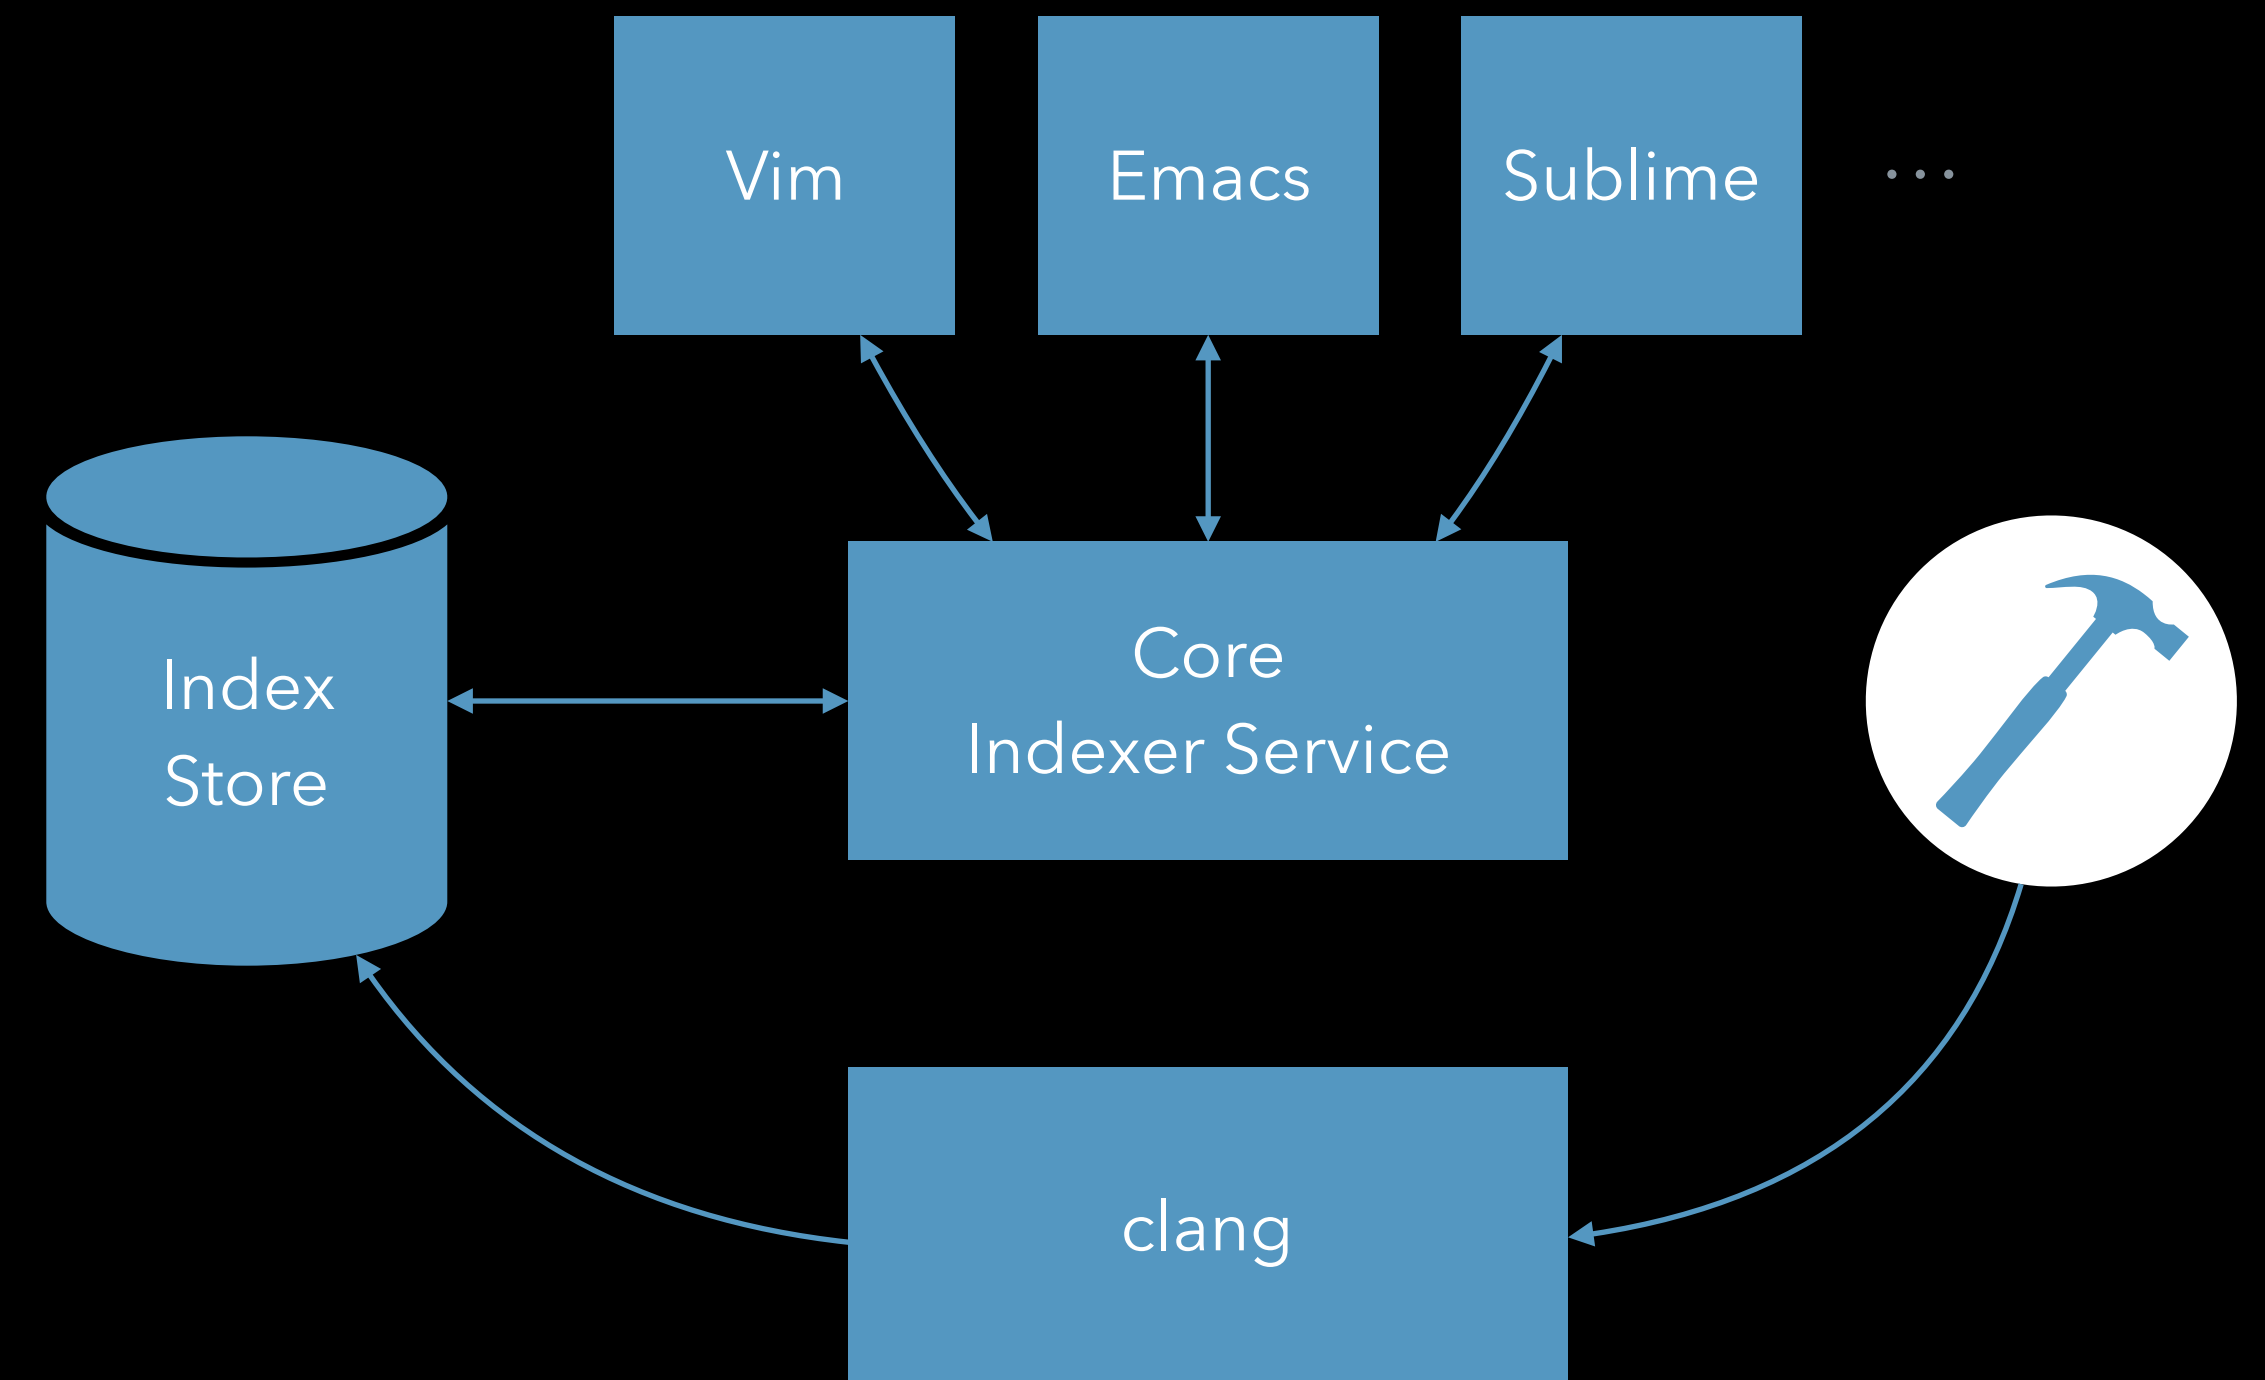 Vim
Emacs
Sublime
...
Core
Indexer Service
Index
Store
clang